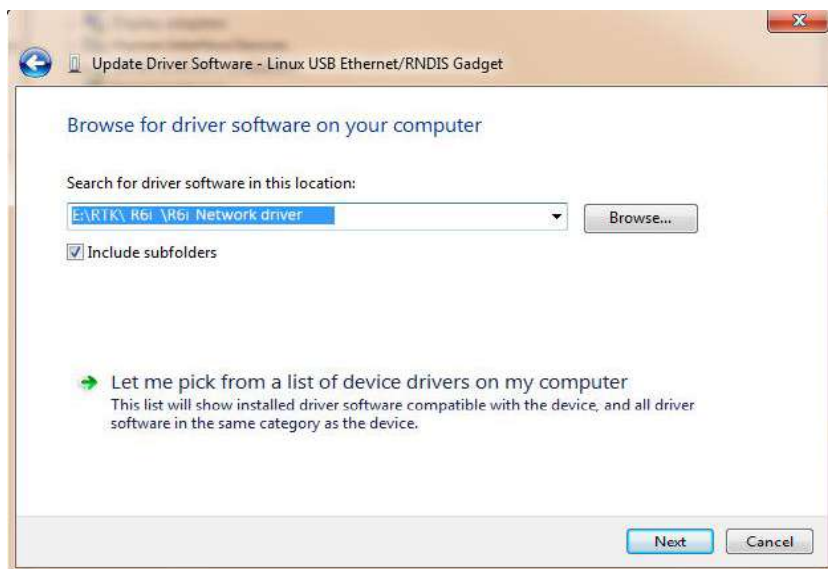 Update Driver Software - Linux USB Ethernet/RNDIS Gadget
Browse for driver software on your computer
Search for driver software in this location:
E:\RTK\ R6i \R6i Network driver
Browse...
Include subfolders
Let me pick from a list of device drivers on my computer
This list will show installed driver software compatible with the device, and all driver
software in the same category as the device.
Next
Cancel